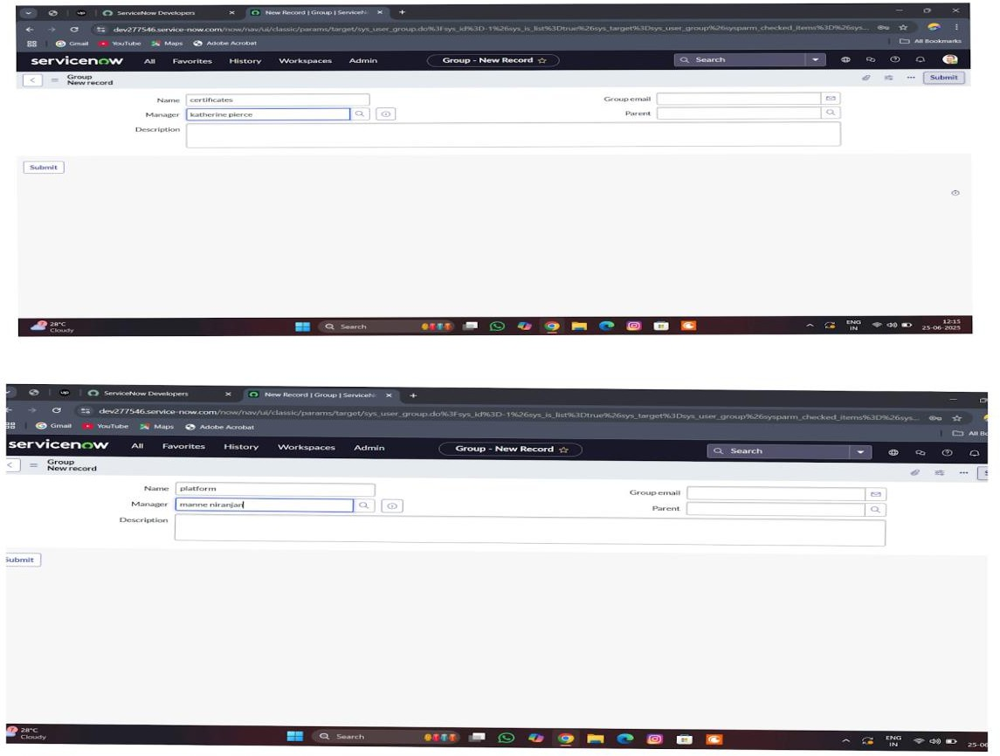 ServiceNow Developers × New Record | Group | ServiceN × +
dev277546.service-now.com/now/nav/ui/classic/params/target/sys_user_group.do%3Fsys_id%3D-1%26sys_is_list%3Dtrue%26sys_target%3Dsys_user_group%26sysparm_checked_items%3D%26sys...
Gmail YouTube Maps Adobe Acrobat All Bookmarks
servicenow All Favorites History Workspaces Admin Group - New Record Search
Group
New record
Submit
Name certificates Group email
Manager katherine pierce Parent
Description
Submit
28°C
Cloudy
Search
ENG
IN
12:15
25-06-2025
ServiceNow Developers × New Record | Group | ServiceN × +
dev277546.service-now.com/now/nav/ui/classic/params/target/sys_user_group.do%3Fsys_id%3D-1%26sys_is_list%3Dtrue%26sys_target%3Dsys_user_group%26sysparm_checked_items%3D%26sys...
Gmail YouTube Maps Adobe Acrobat All Bo
servicenow All Favorites History Workspaces Admin Group - New Record Search
Group
New record
Name platform Group email
Manager manne niranjan Parent
Description
Submit
28°C
Cloudy
Search
ENG
IN
25-06